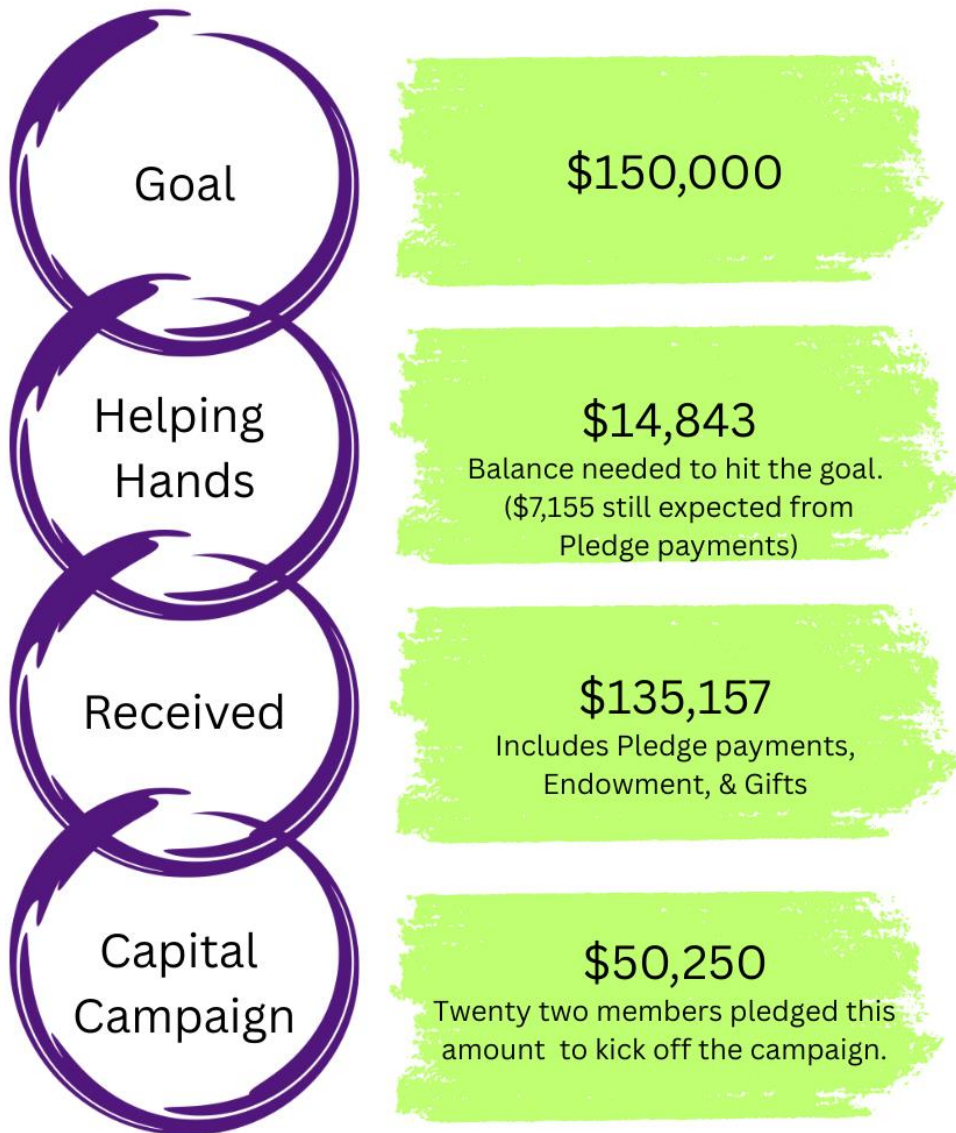 Goal
$150,000
Helping
Hands
$14,843
Balance needed to hit the goal.
($7,155 still expected from
Pledge payments)
Received
$135,157
Includes Pledge payments,
Endowment, & Gifts
Capital
Campaign
$50,250
Twenty two members pledged this
amount to kick off the campaign.